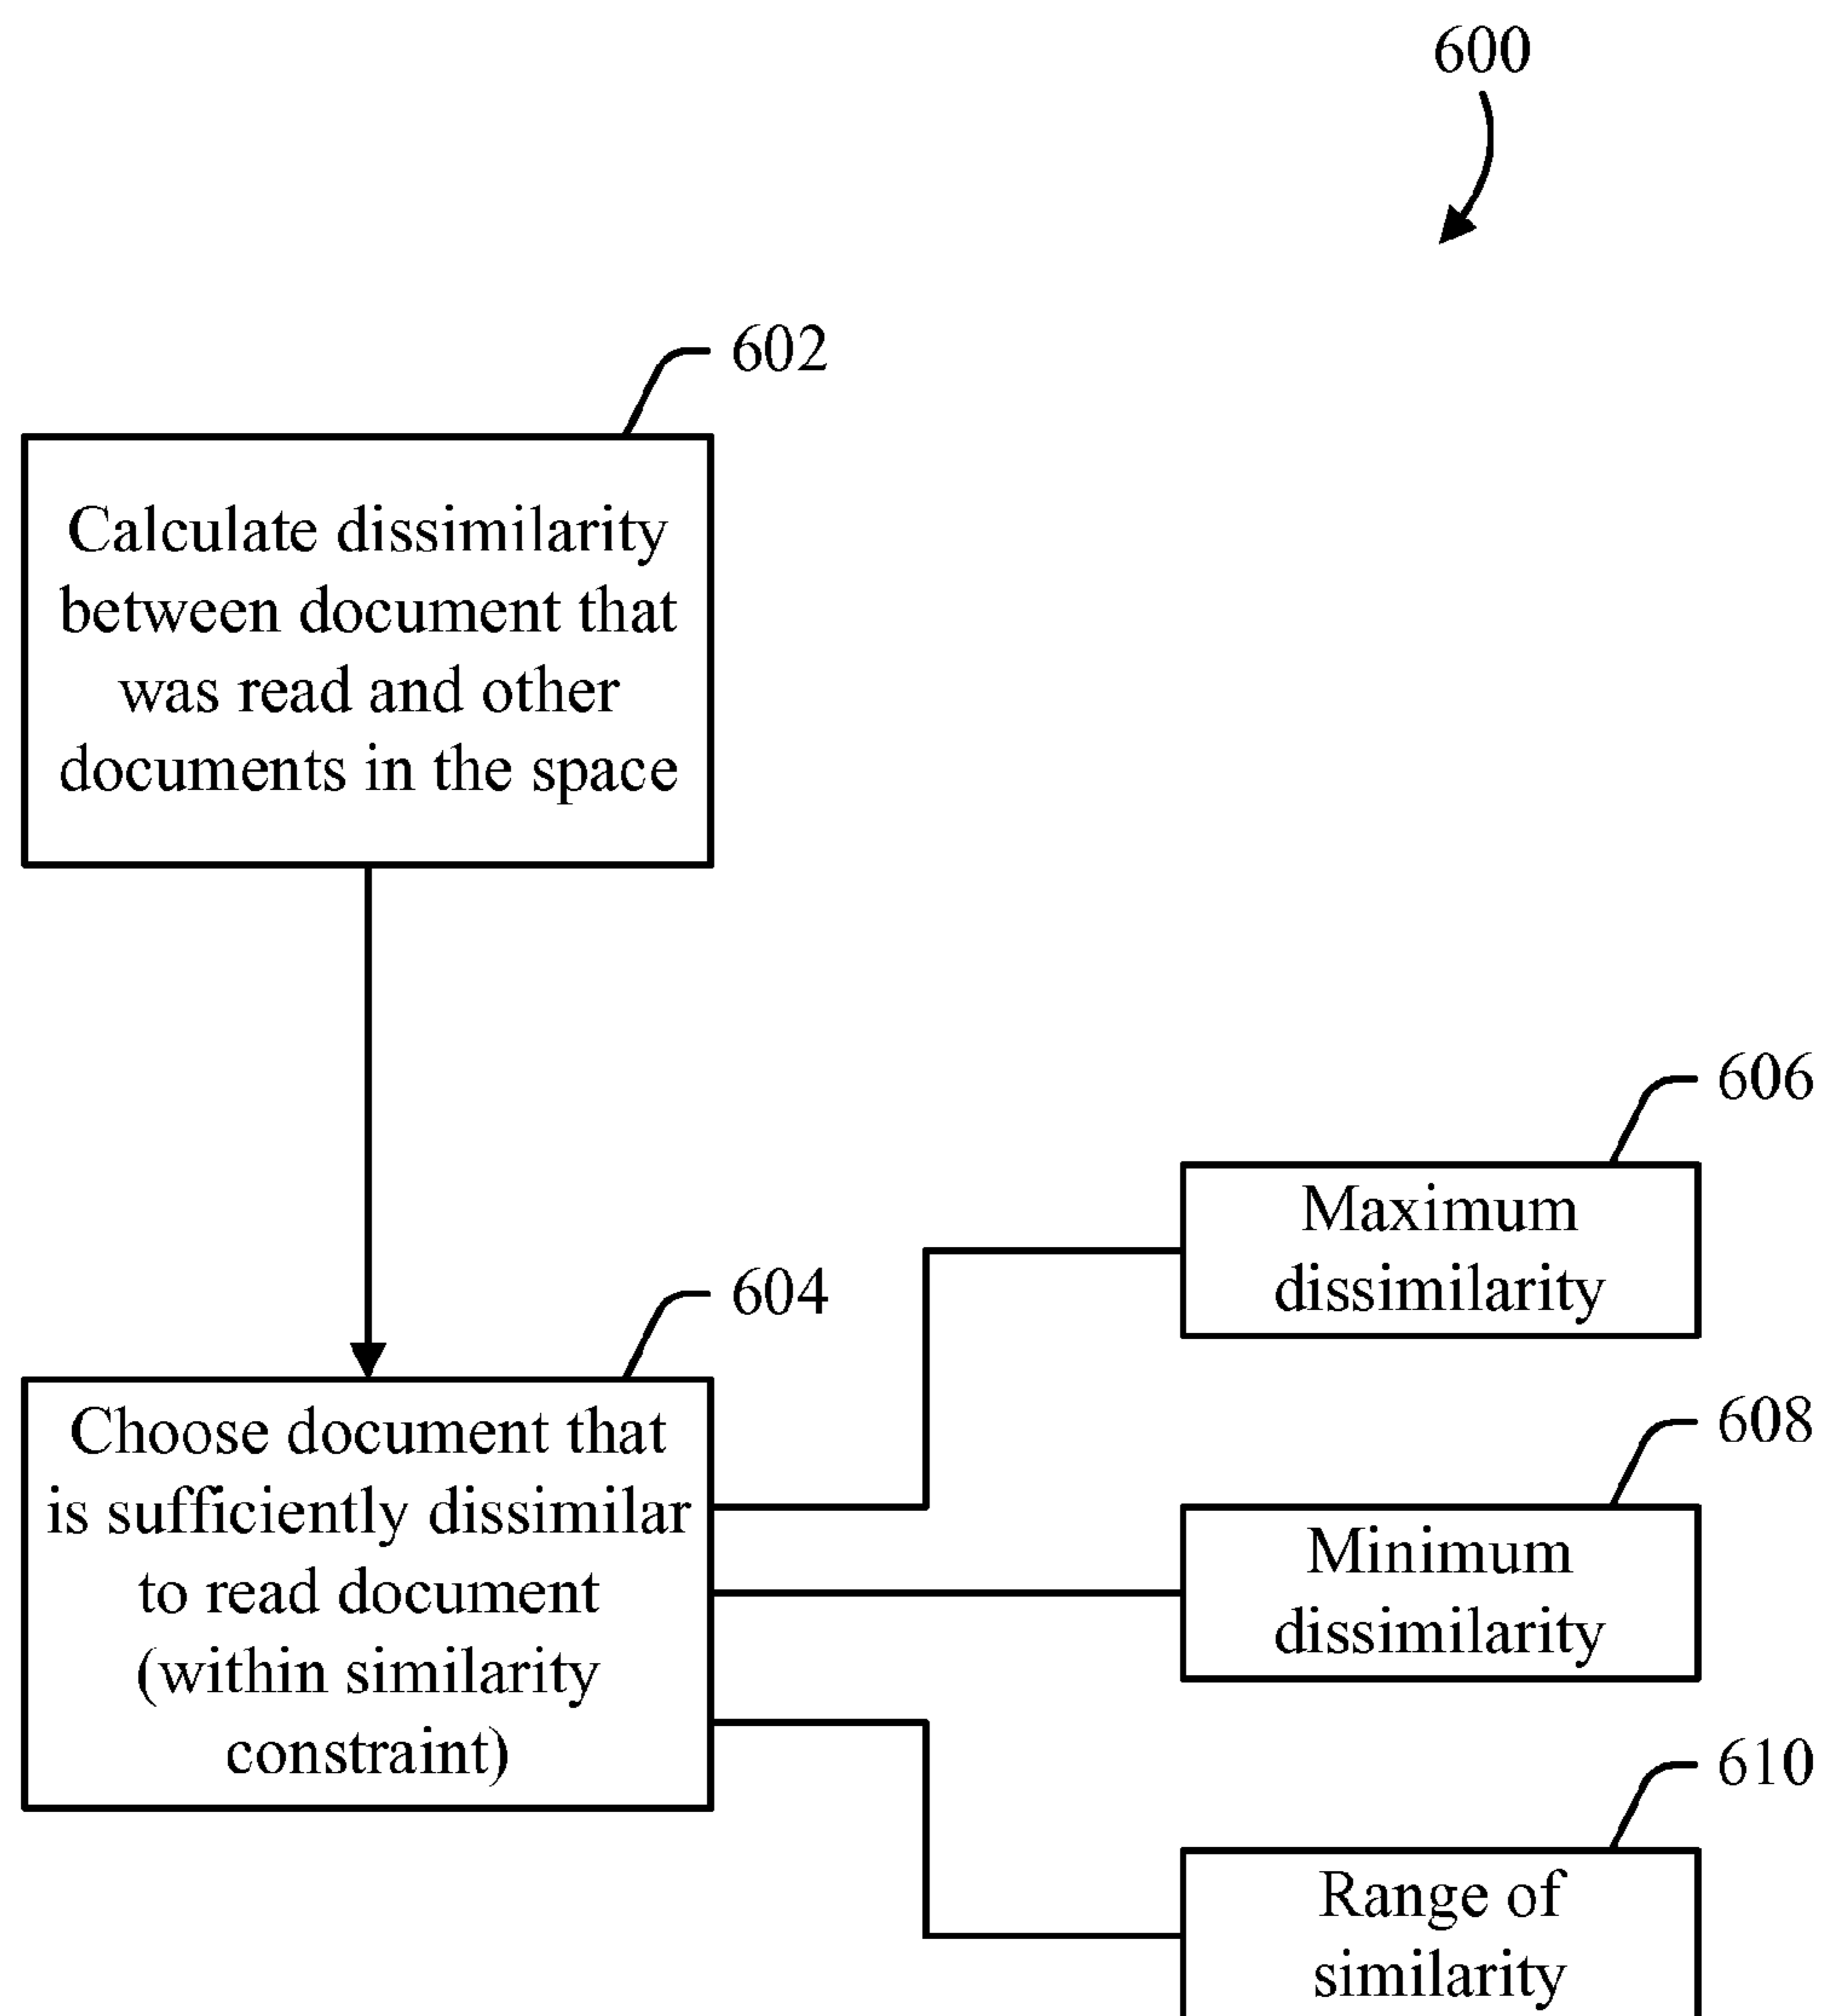 600
602
Calculate dissimilarity
between document that
was read and other
documents in the space
606
Maximum
dissimilarity
604
Choose document that
is sufficiently dissimilar
to read document
(within similarity
constraint)
608
Minimum
dissimilarity
610
Range of
similarity